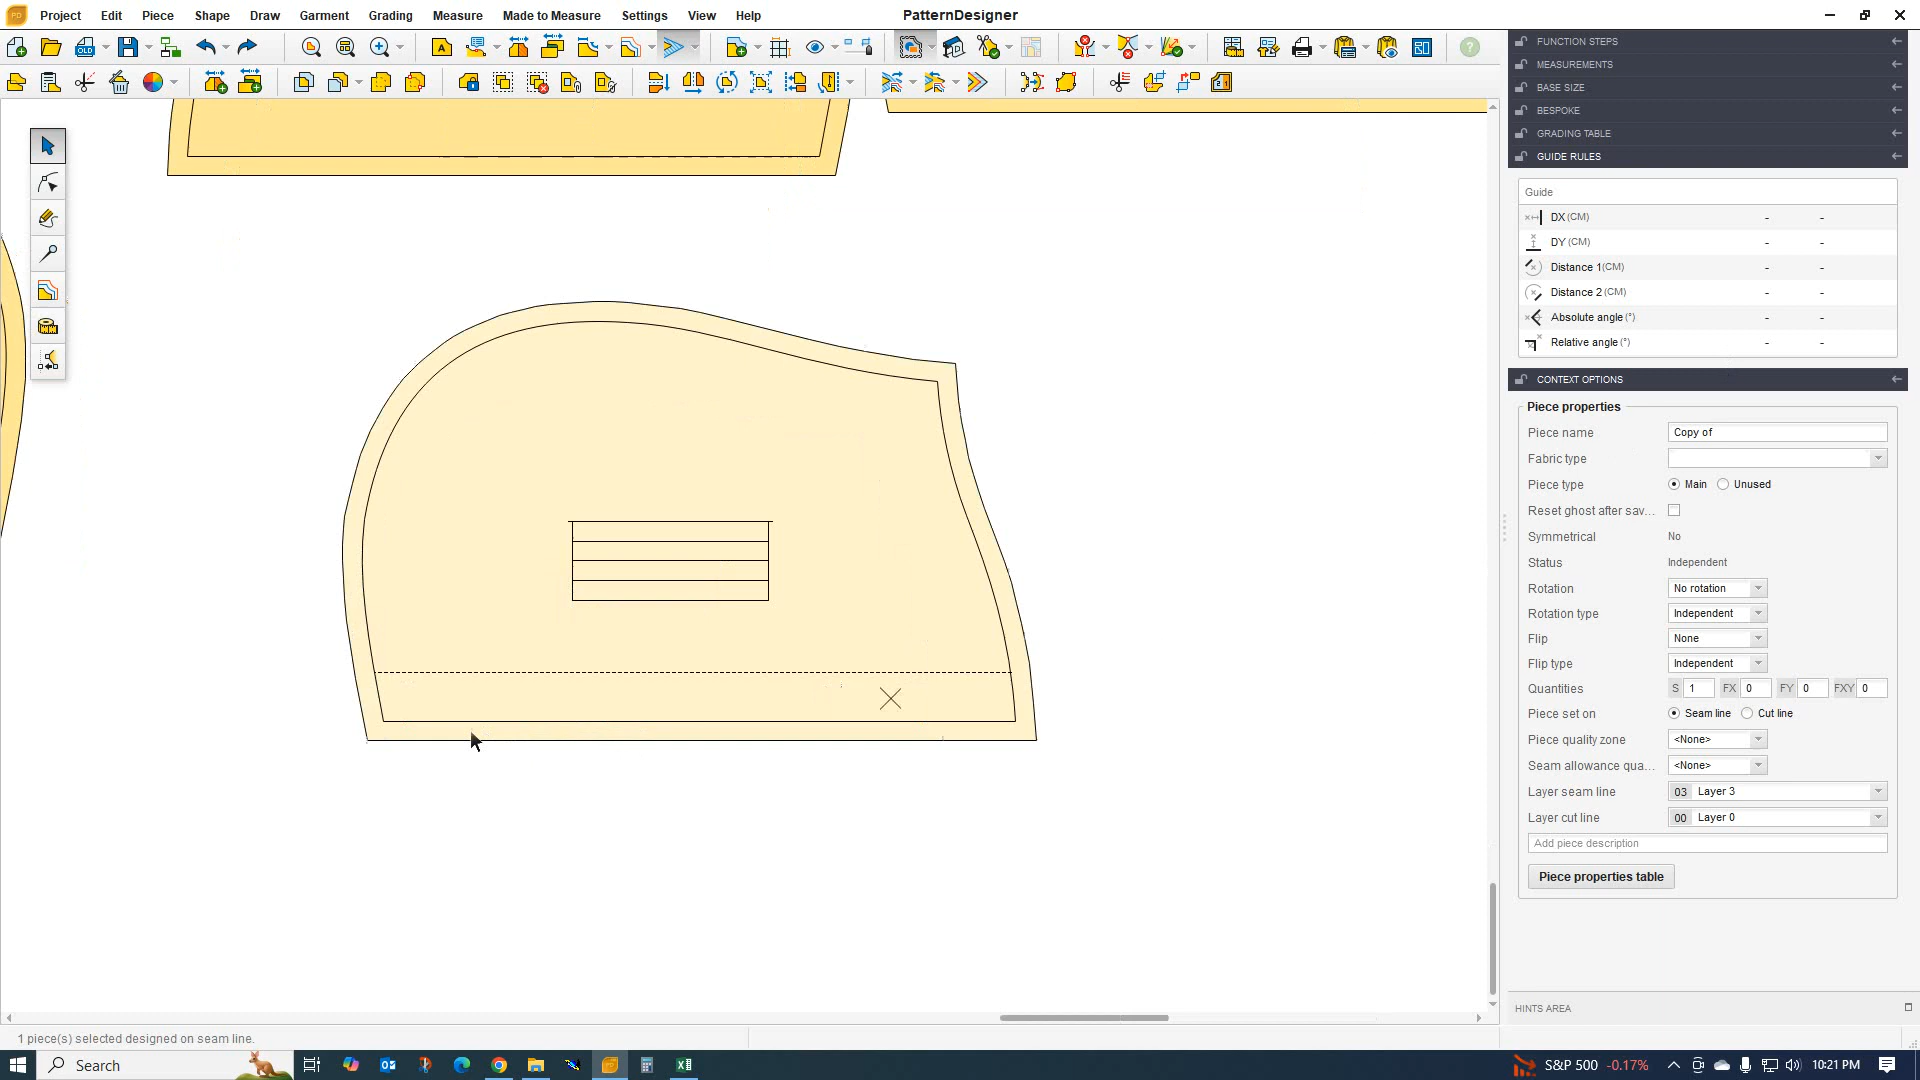 Project Edit Piece Shape Draw Garment Grading Measure Made to Measure Settings View Help PatternDesigner
FUNCTION STEPS
MEASUREMENTS
BASE SIZE
BESPOKE
GRADING TABLE
GUIDE RULES
Guide
DX (CM) - -
DY (CM) - -
Distance 1(CM) - -
Distance 2 (CM) - -
Absolute angle (°) - -
Relative angle (°) - -
CONTEXT OPTIONS
Piece properties
Piece name Copy of
Fabric type
Piece type Main Unused
Reset ghost after sav...
Symmetrical No
Status Independent
Rotation No rotation
Rotation type Independent
Flip None
Flip type Independent
Quantities S 1 FX 0 FY 0 FXY 0
Piece set on Seam line Cut line
Piece quality zone <None>
Seam allowance qua... <None>
Layer seam line 03 Layer 3
Layer cut line 00 Layer 0
Add piece description
Piece properties table
HINTS AREA
1 piece(s) selected designed on seam line.
Search S&P 500 -0.17% 10:21 PM